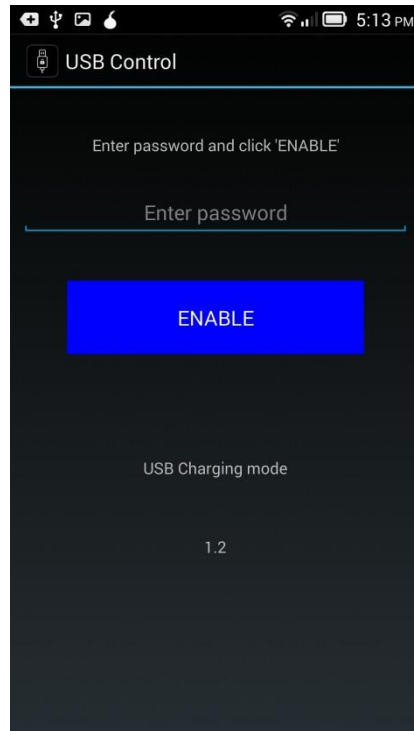 5:13 PM
USB Control
Enter password and click 'ENABLE'
Enter password
ENABLE
USB Charging mode
1.2